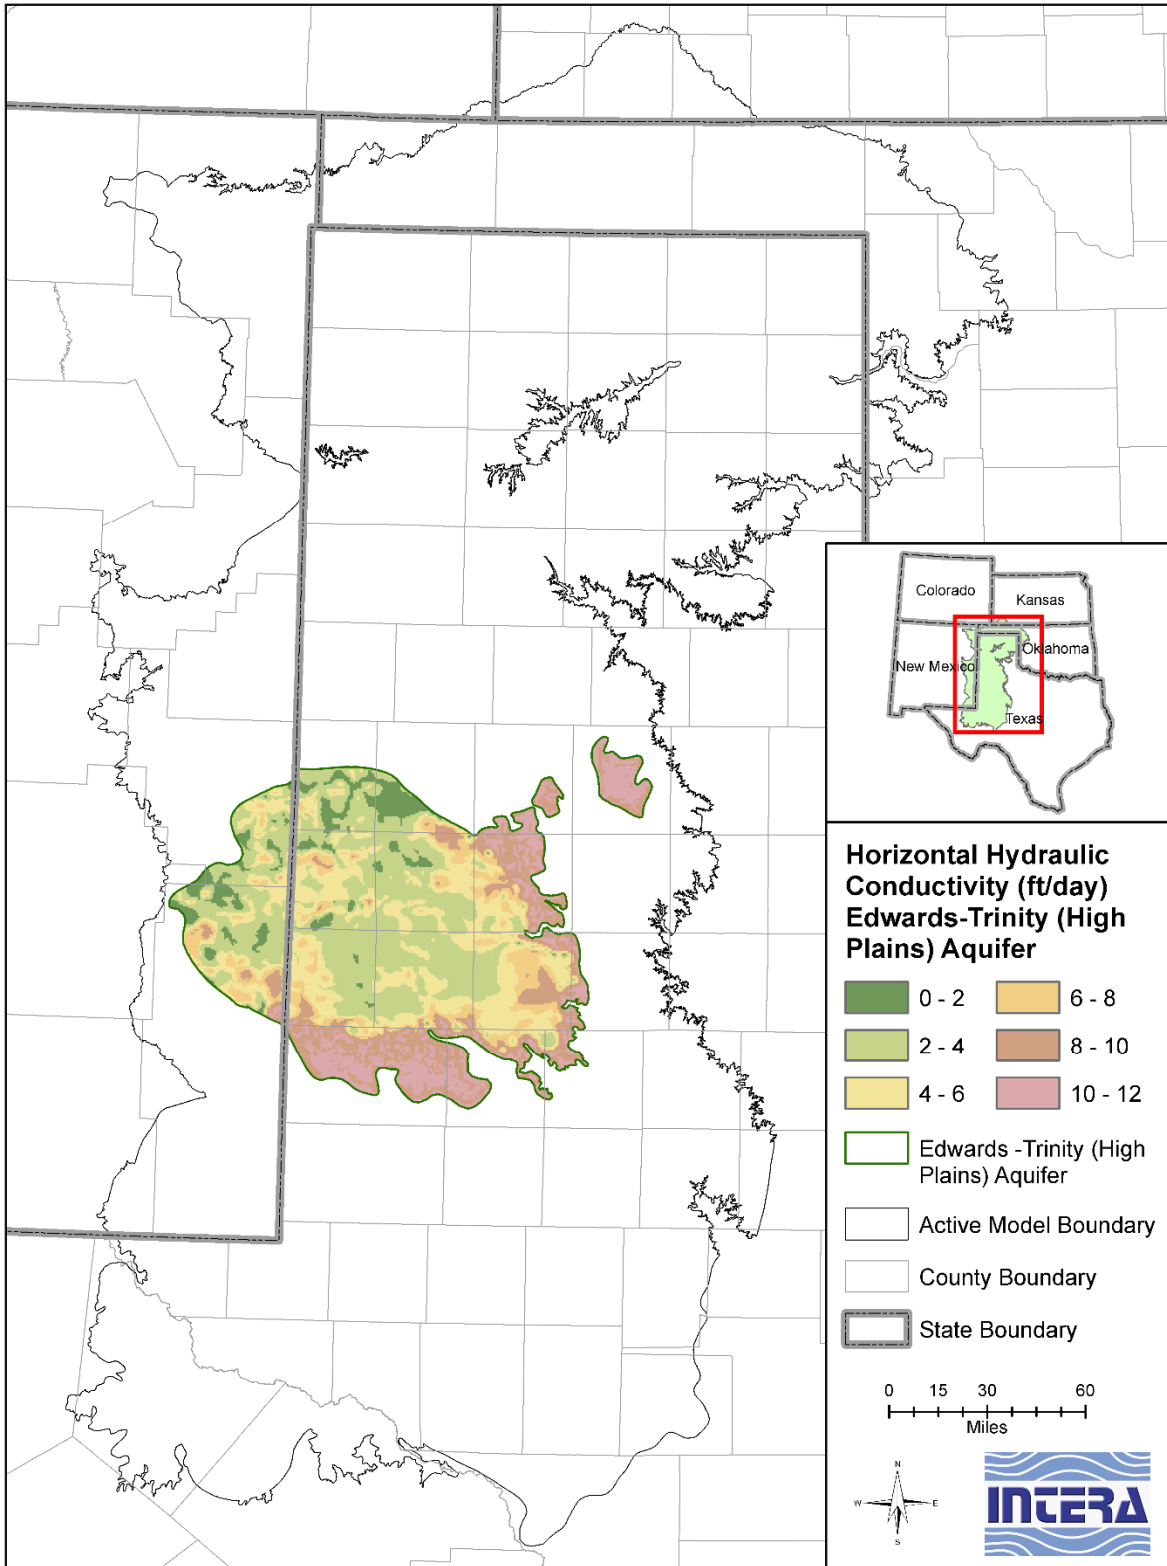 Colorado
Kansas
New Mexico
Oklahoma
Texas
Horizontal Hydraulic
Conductivity (ft/day)
Edwards-Trinity (High
Plains) Aquifer
0 - 2
6 - 8
2 - 4
8 - 10
4 - 6
10 - 12
Edwards -Trinity (High
Plains) Aquifer
Active Model Boundary
County Boundary
State Boundary
0 15 30 60
Miles
N
W E
S
INTERA